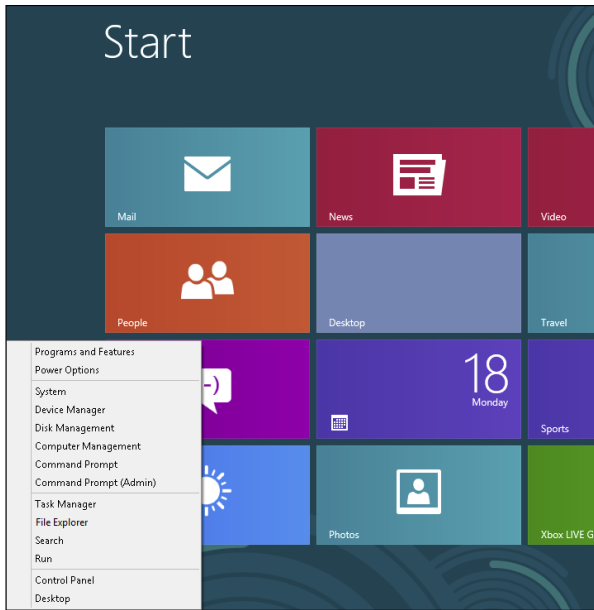 Start
Mail
News
Video
People
Desktop
Travel
:-)
18
Monday
Sports
Photos
Xbox LIVE G
Programs and Features
Power Options
System
Device Manager
Disk Management
Computer Management
Command Prompt
Command Prompt (Admin)
Task Manager
File Explorer
Search
Run
Control Panel
Desktop